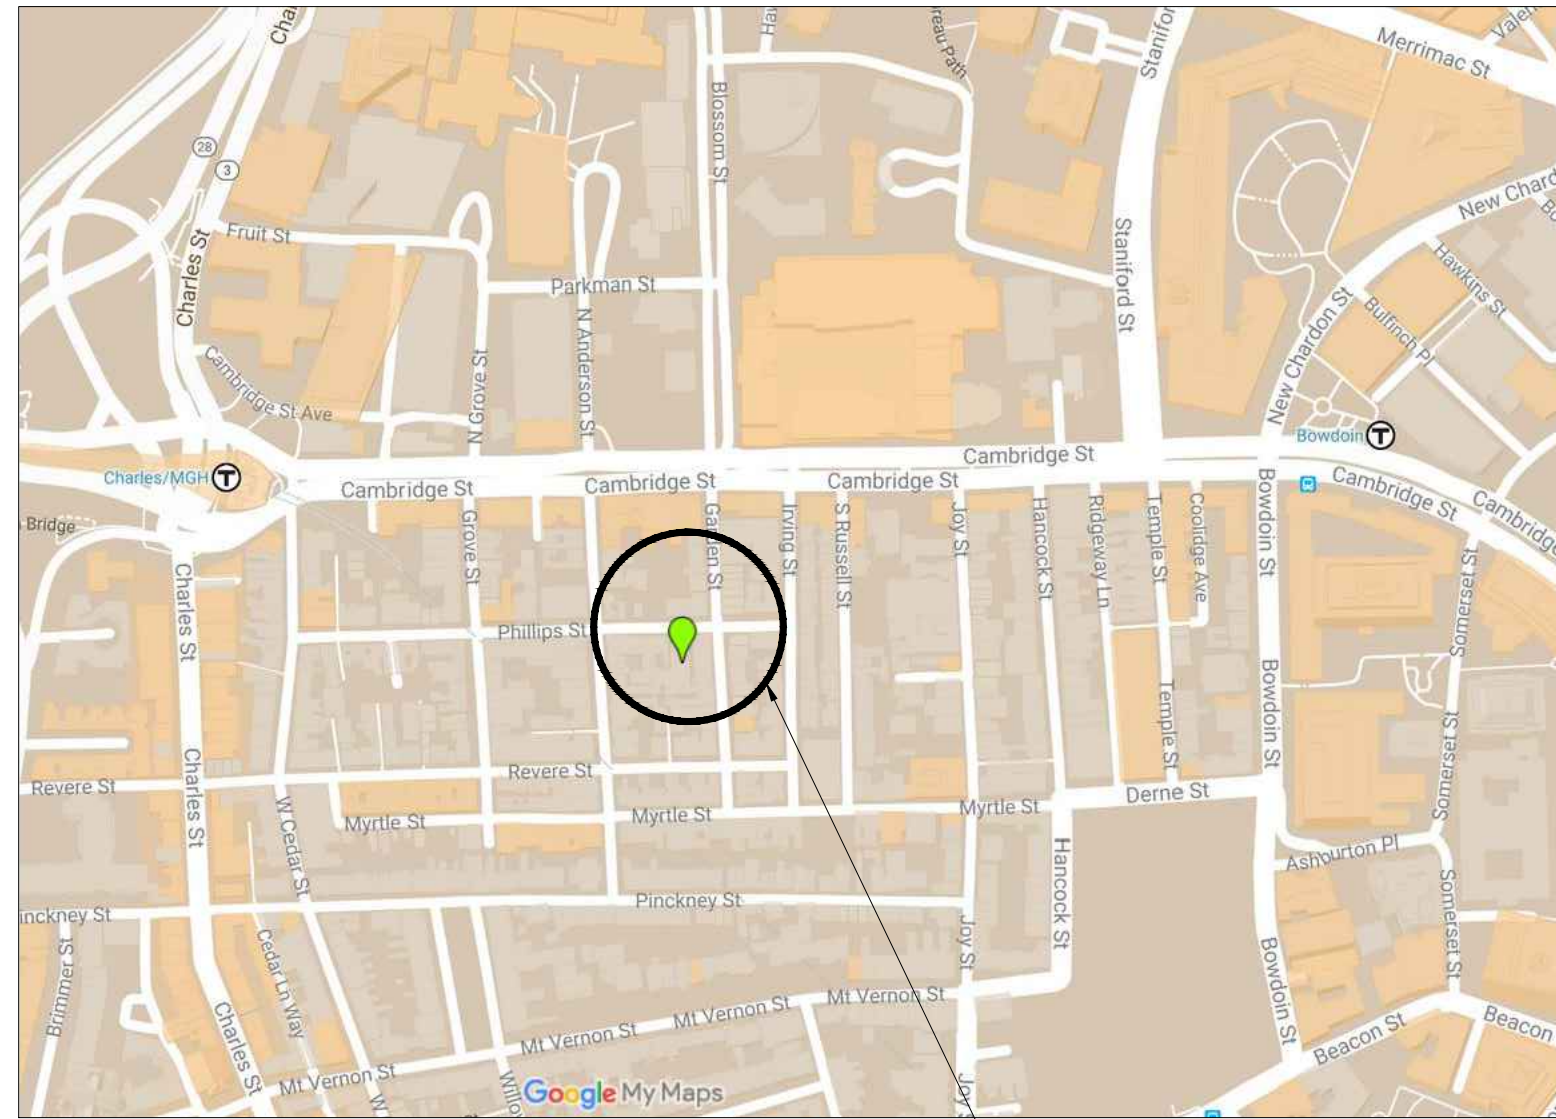 Merrimac St
Staniford St
Blossom St
New Chardon St
28
3
Fruit St
Charles St
Parkman St
Hawkins St
Bulfinch Pl
N Anderson St
N Grove St
Cambridge St Ave
Bowdoin T
Charles/MGH T
Cambridge St
Cambridge St
Cambridge St
Cambridge St
Cambridge St
Bridge
Grove St
Garden St
Irving St
S Russell St
Joy St
Hancock St
Ridgeway Ln
Temple St
Coolidge Ave
Bowdoin St
Somerset St
Charles St
Phillips St
Temple St
Bowdoin St
Somerset St
Revere St
Revere St
Charles St
W Cedar St
Myrtle St
Myrtle St
Myrtle St
Derne St
Ashburton Pl
Hancock St
Somerset St
Pinckney St
Joy St
Brimmer St
Cedar Ln Way
Charles St
Mt Vernon St
Mt Vernon St
Mt Vernon St
Mt Vernon St
Bowdoin St
Beacon St
Beacon
Google My Maps